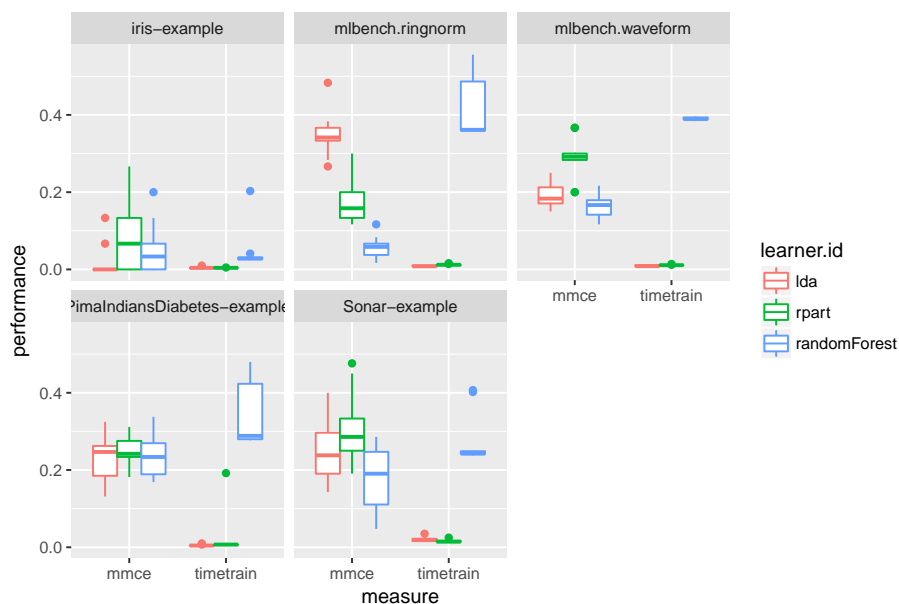 iris−example
mlbench.ringnorm
mlbench.waveform
0.4
0.2
0.0
mmce
timetrain
PimaIndiansDiabetes−example
Sonar−example
0.4
0.2
0.0
mmce
timetrain
mmce
timetrain
performance
measure
learner.id
lda
rpart
randomForest